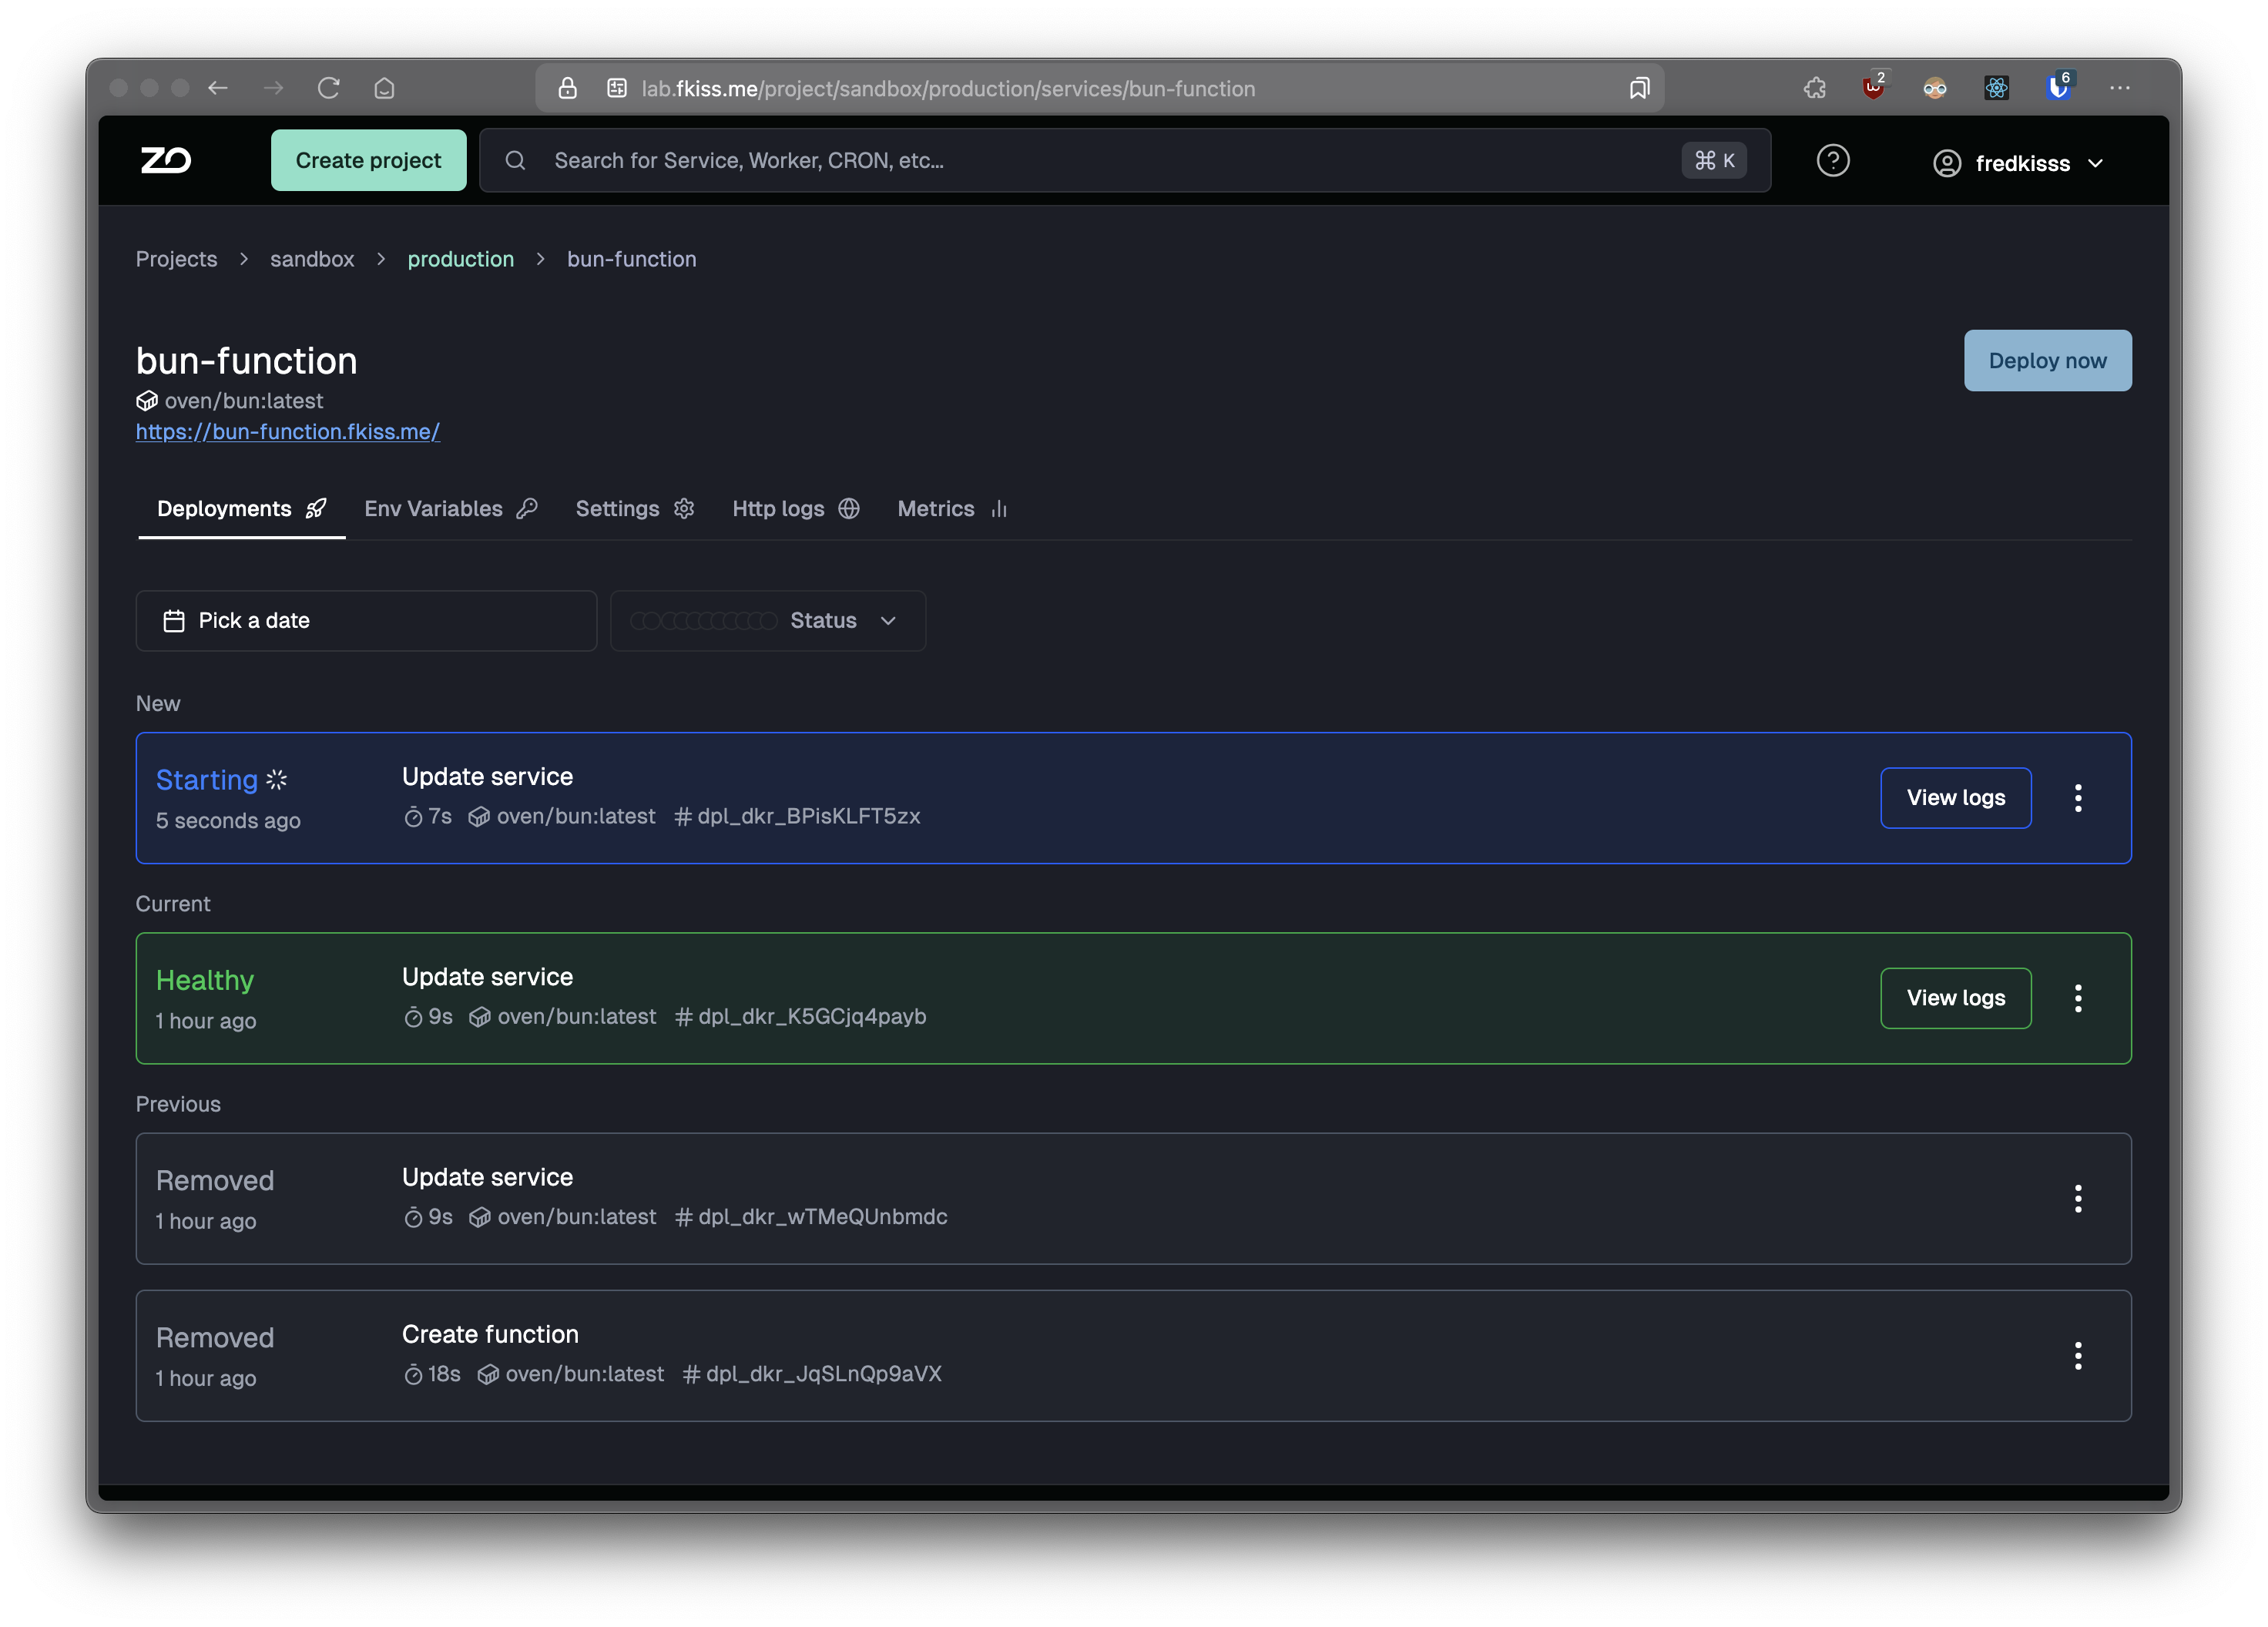 lab.fkiss.me/project/sandbox/production/services/bun-function
2
6
ZO
Create project
Search for Service, Worker, CRON, etc...
⌘ K
?
fredkisss
Projects > sandbox > production > bun-function
bun-function
Deploy now
oven/bun:latest
https://bun-function.fkiss.me/
Deployments
Env Variables
Settings
Http logs
Metrics
Pick a date
Status
New
Starting
Update service
5 seconds ago
7s oven/bun:latest # dpl_dkr_BPisKLFT5zx
View logs
Current
Healthy
Update service
1 hour ago
9s oven/bun:latest # dpl_dkr_K5GCjq4payb
View logs
Previous
Removed
Update service
1 hour ago
9s oven/bun:latest # dpl_dkr_wTMeQUnbmdc
Removed
Create function
1 hour ago
18s oven/bun:latest # dpl_dkr_JqSLnQp9aVX